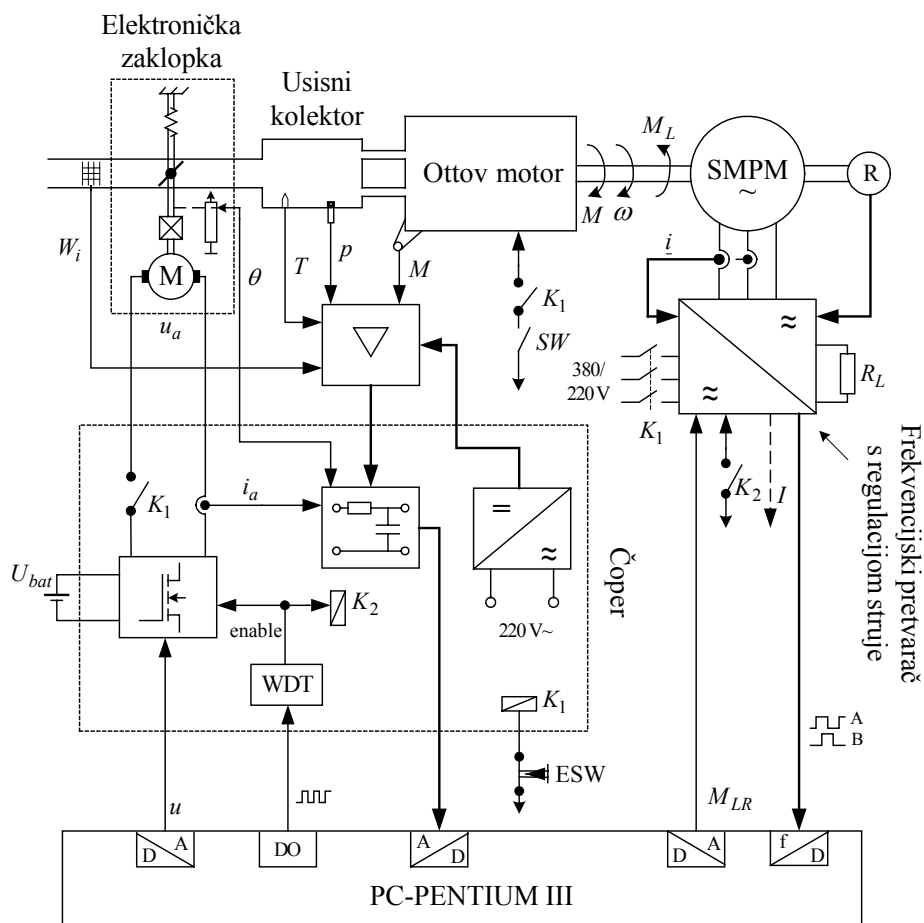 Elektronička
zaklopka
Usisni
kolektor
Ottov motor
M_L
SMPM
~
R
M
ω
W_i
M
u_a
θ
T
p
M
K_1
SW
i
≈
≈
380/
220 V
K_1
R_L
K_2
I
Frekvencijski pretvarač
s regulacijom struje
K_1
i_a
=
≈
220 V~
Čoper
U_bat
enable
K_2
WDT
K_1
ESW
A
B
u
M_LR
D A
DO
A D
D A
f D
PC-PENTIUM III